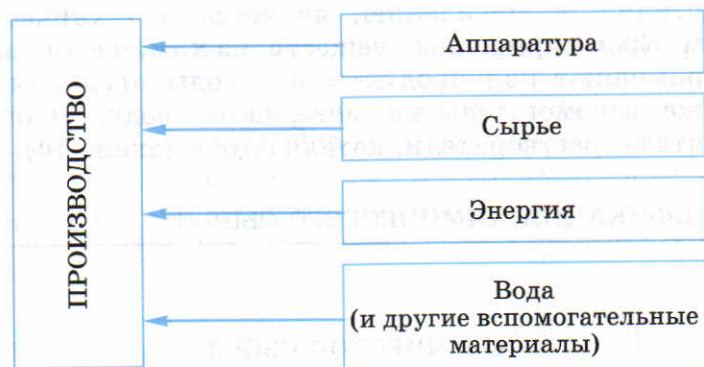 ПРОИЗВОДСТВО
Аппаратура
Сырье
Энергия
Вода
(и другие вспомогательные
материалы)